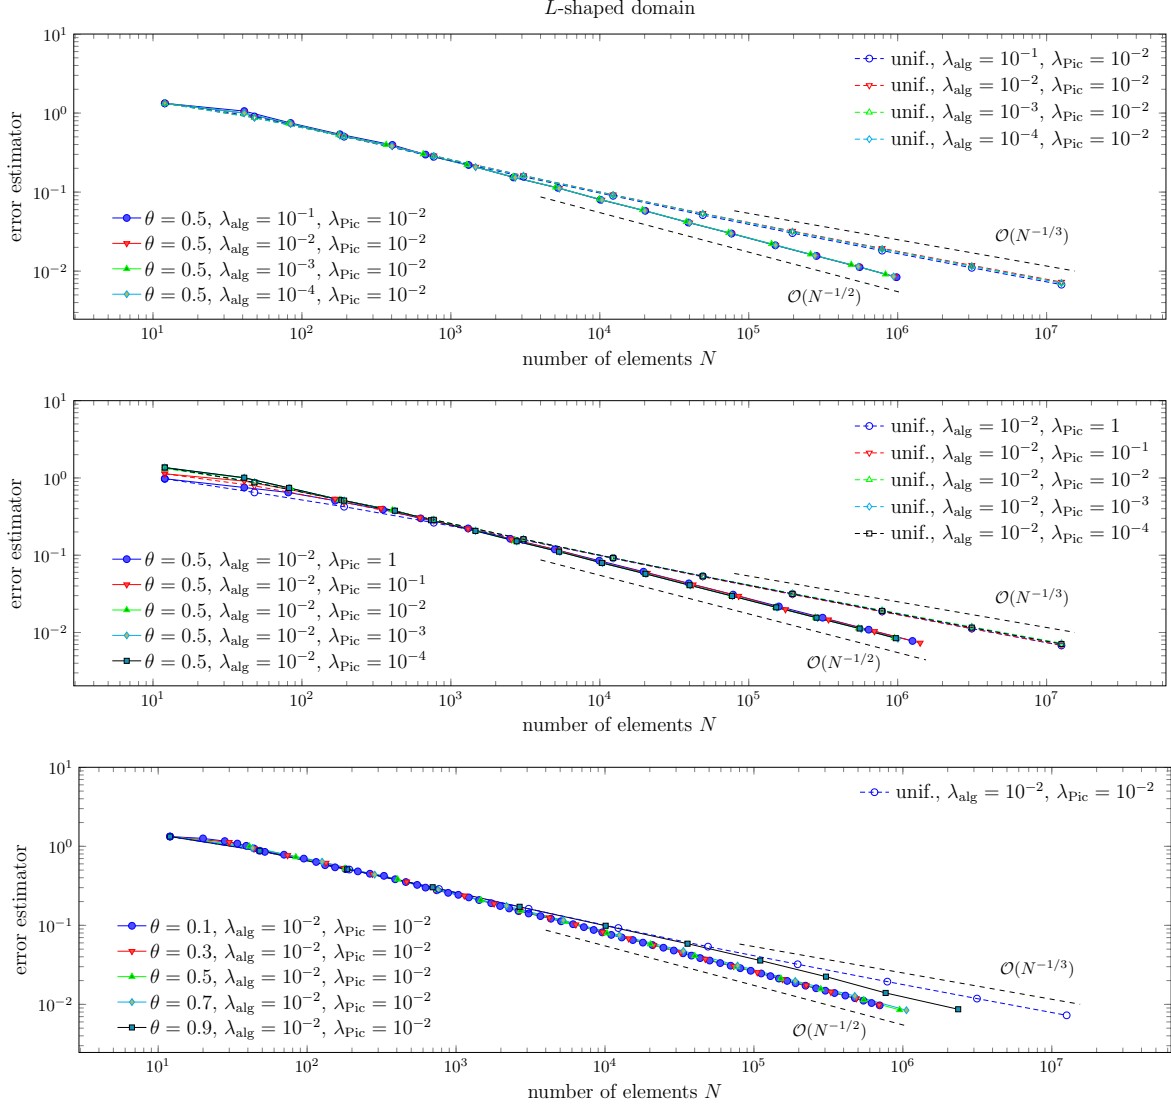 L-shaped domain
10^1
10^0
10^{-1}
10^{-2}
error estimator
unif., λ_alg = 10^{-1}, λ_Pic = 10^{-2}
unif., λ_alg = 10^{-2}, λ_Pic = 10^{-2}
unif., λ_alg = 10^{-3}, λ_Pic = 10^{-2}
unif., λ_alg = 10^{-4}, λ_Pic = 10^{-2}
θ = 0.5, λ_alg = 10^{-1}, λ_Pic = 10^{-2}
θ = 0.5, λ_alg = 10^{-2}, λ_Pic = 10^{-2}
θ = 0.5, λ_alg = 10^{-3}, λ_Pic = 10^{-2}
θ = 0.5, λ_alg = 10^{-4}, λ_Pic = 10^{-2}
O(N^{-1/3})
O(N^{-1/2})
10^1 10^2 10^3 10^4 10^5 10^6 10^7
number of elements N
10^1
10^0
10^{-1}
10^{-2}
error estimator
unif., λ_alg = 10^{-2}, λ_Pic = 1
unif., λ_alg = 10^{-2}, λ_Pic = 10^{-1}
unif., λ_alg = 10^{-2}, λ_Pic = 10^{-2}
unif., λ_alg = 10^{-2}, λ_Pic = 10^{-3}
unif., λ_alg = 10^{-2}, λ_Pic = 10^{-4}
θ = 0.5, λ_alg = 10^{-2}, λ_Pic = 1
θ = 0.5, λ_alg = 10^{-2}, λ_Pic = 10^{-1}
θ = 0.5, λ_alg = 10^{-2}, λ_Pic = 10^{-2}
θ = 0.5, λ_alg = 10^{-2}, λ_Pic = 10^{-3}
θ = 0.5, λ_alg = 10^{-2}, λ_Pic = 10^{-4}
O(N^{-1/3})
O(N^{-1/2})
10^1 10^2 10^3 10^4 10^5 10^6 10^7
number of elements N
10^1
10^0
10^{-1}
10^{-2}
error estimator
unif., λ_alg = 10^{-2}, λ_Pic = 10^{-2}
θ = 0.1, λ_alg = 10^{-2}, λ_Pic = 10^{-2}
θ = 0.3, λ_alg = 10^{-2}, λ_Pic = 10^{-2}
θ = 0.5, λ_alg = 10^{-2}, λ_Pic = 10^{-2}
θ = 0.7, λ_alg = 10^{-2}, λ_Pic = 10^{-2}
θ = 0.9, λ_alg = 10^{-2}, λ_Pic = 10^{-2}
O(N^{-1/3})
O(N^{-1/2})
10^1 10^2 10^3 10^4 10^5 10^6 10^7
number of elements N